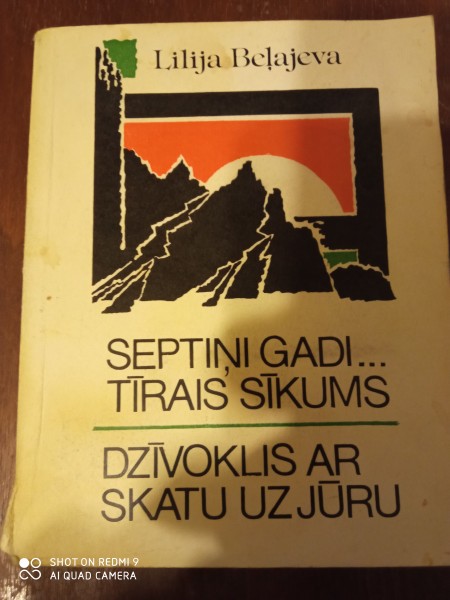 Lilija Beļajeva
SEPTIŅI GADI...
TĪRAIS SĪKUMS
DZĪVOKLIS AR
SKATU UZ JŪRU
SHOT ON REDMI 9
AI QUAD CAMERA